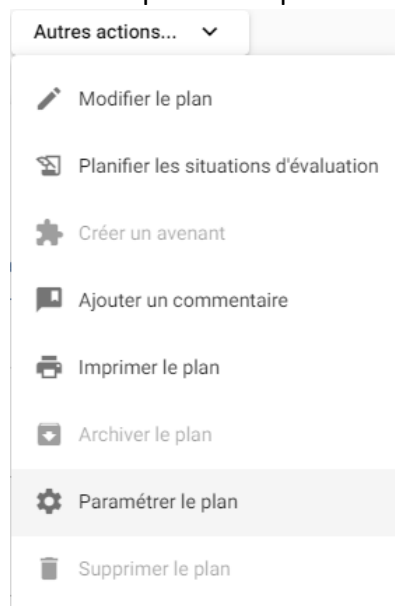 Autres actions...
Modifier le plan
Planifier les situations d'évaluation
Créer un avenant
Ajouter un commentaire
Imprimer le plan
Archiver le plan
Paramétrer le plan
Supprimer le plan